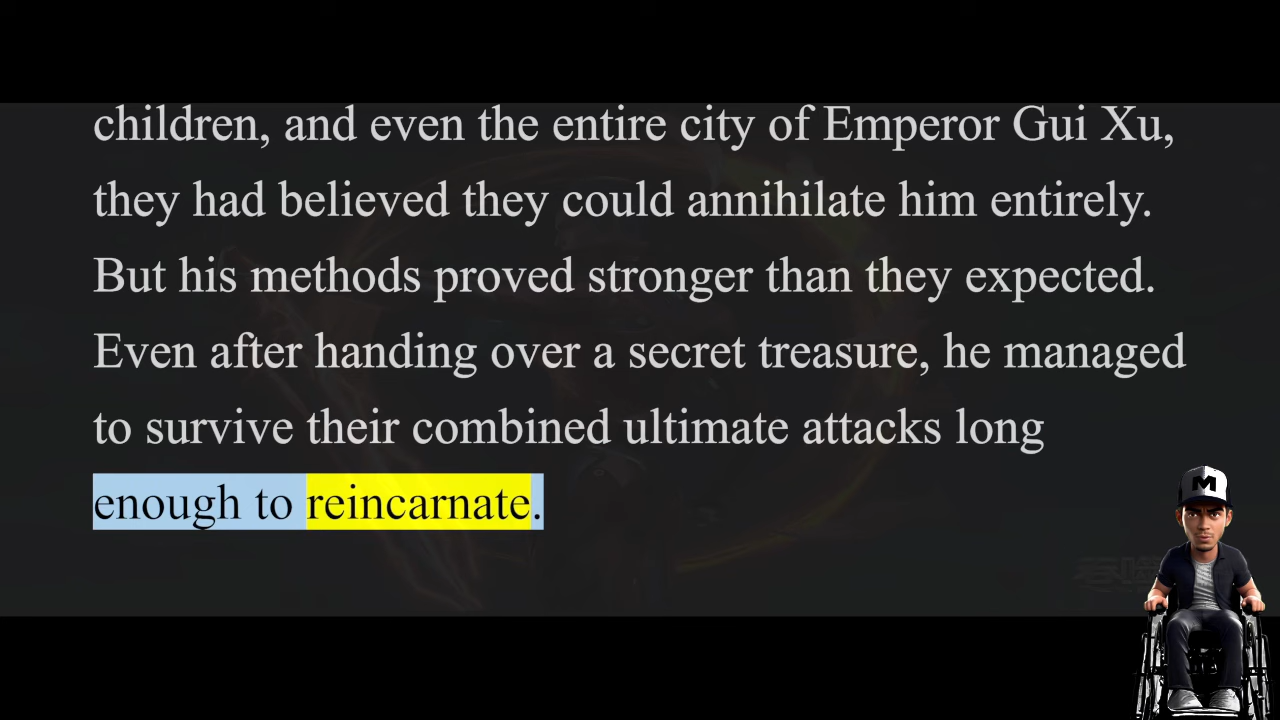 children, and even the entire city of Emperor Gui Xu,
they had believed they could annihilate him entirely.
But his methods proved stronger than they expected.
Even after handing over a secret treasure, he managed
to survive their combined ultimate attacks long
enough to reincarnate.
M